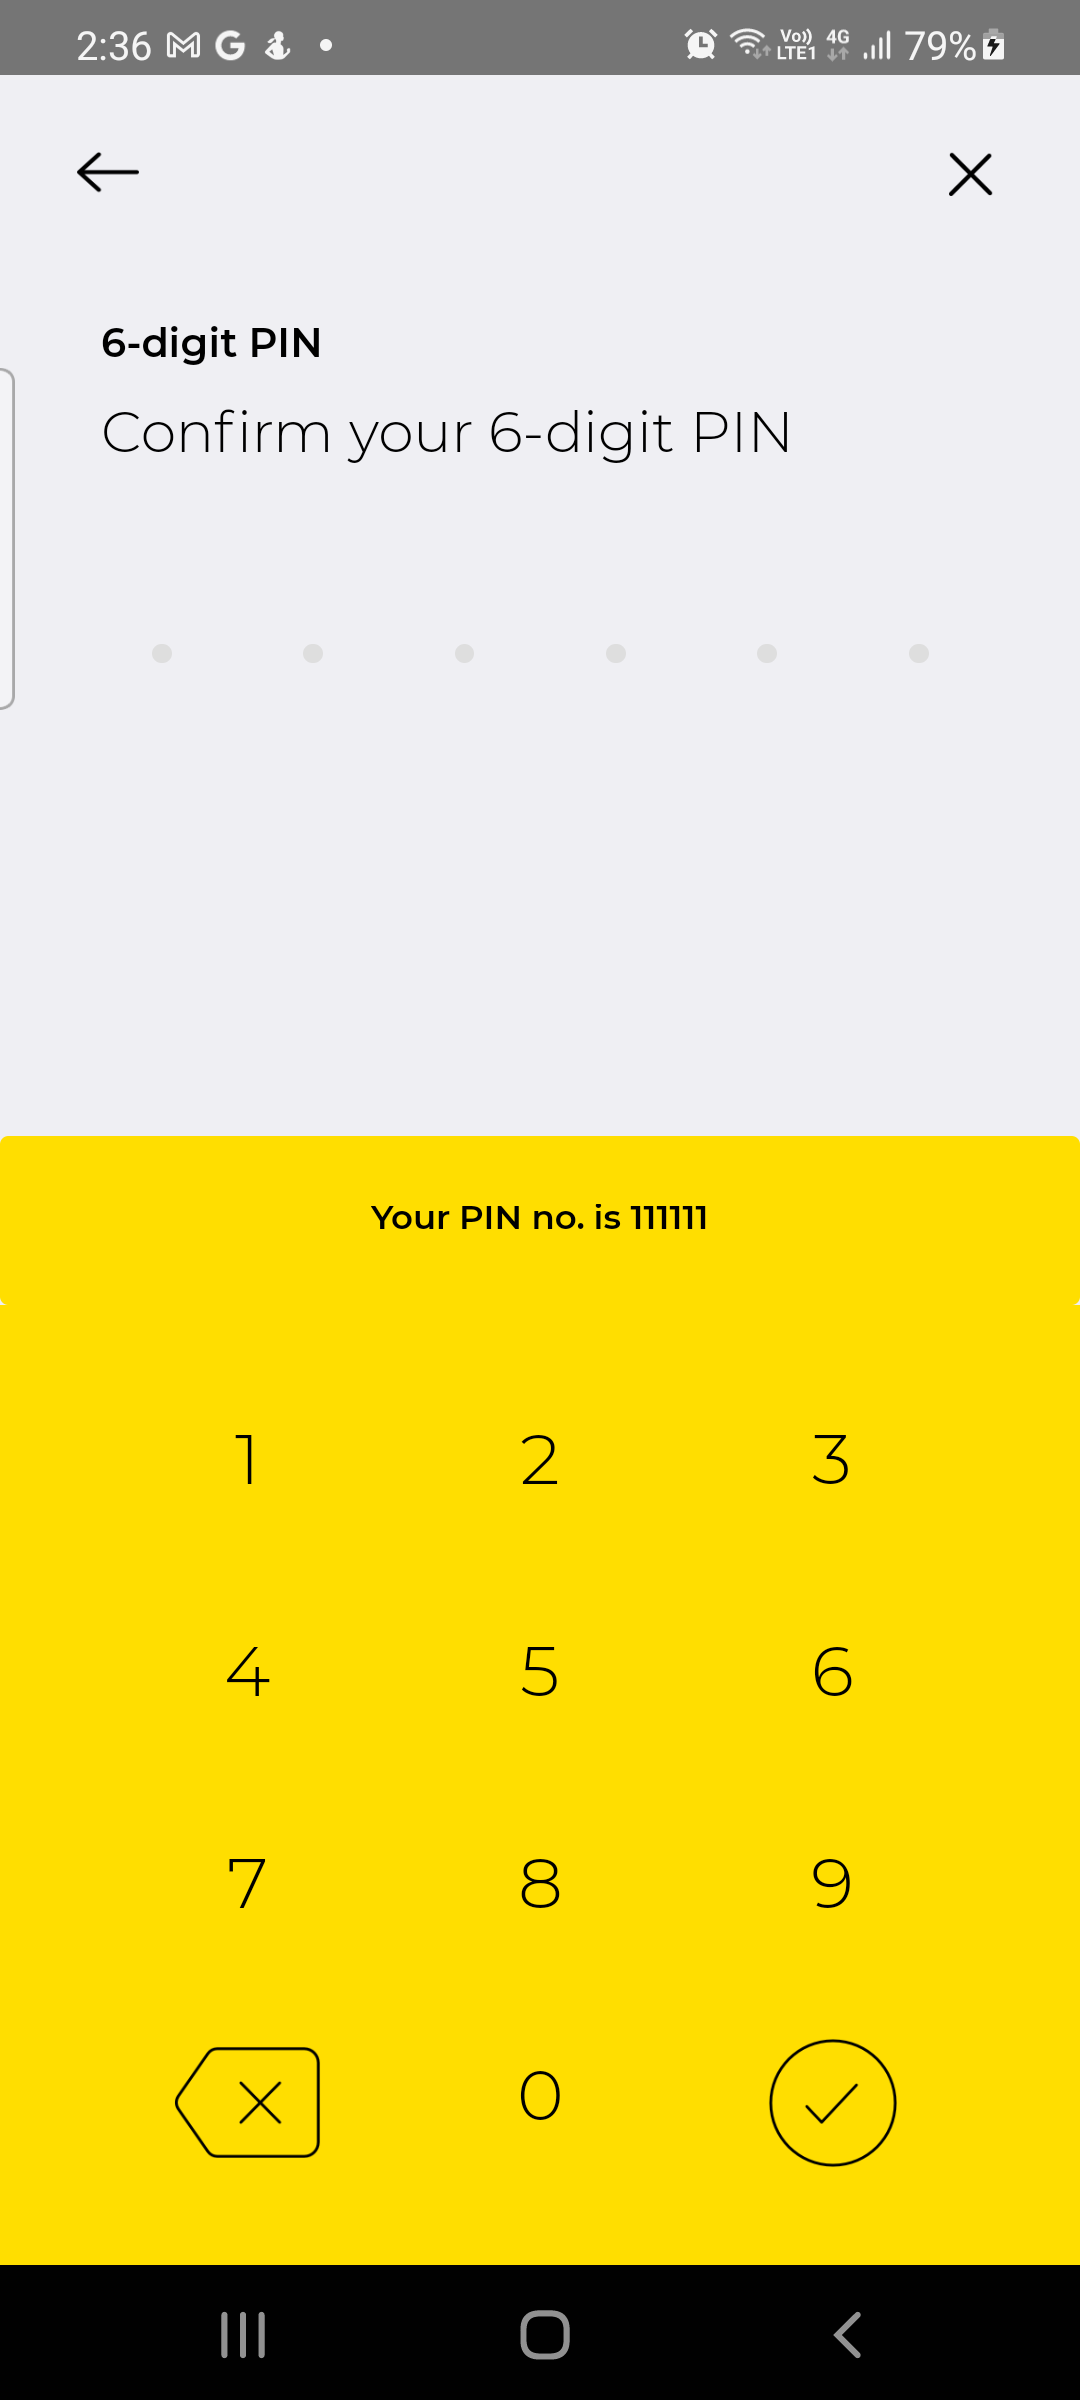 2:36
Vo)) 4G 79%
LTE1
6-digit PIN
Confirm your 6-digit PIN
Your PIN no. is 111111
1 2 3
4 5 6
7 8 9
0